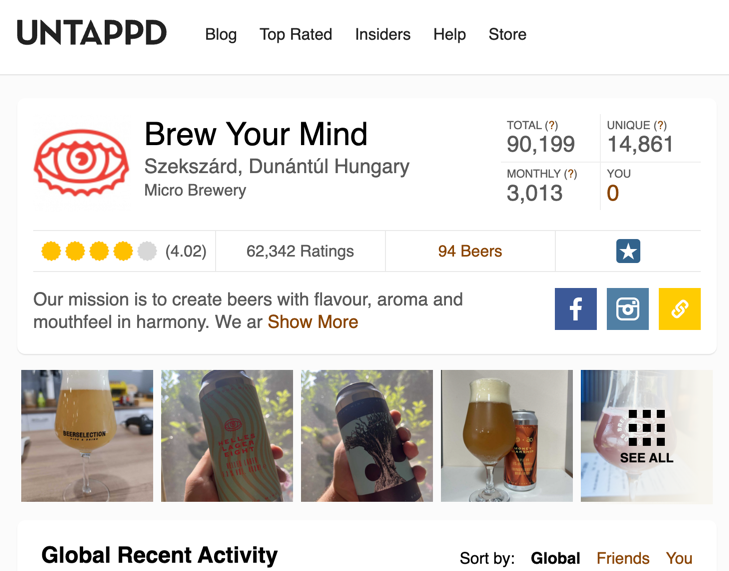 UNTAPPD
Blog Top Rated Insiders Help Store
Brew Your Mind
Szekszárd, Dunántúl Hungary
Micro Brewery
TOTAL (?)
90,199
UNIQUE (?)
14,861
MONTHLY (?)
3,013
YOU
0
(4.02)
62,342 Ratings
94 Beers
Our mission is to create beers with flavour, aroma and
mouthfeel in harmony. We ar Show More
BEERSELECTION
HELLES
LAGER
EIGHT
SEE ALL
Global Recent Activity
Sort by: Global Friends You